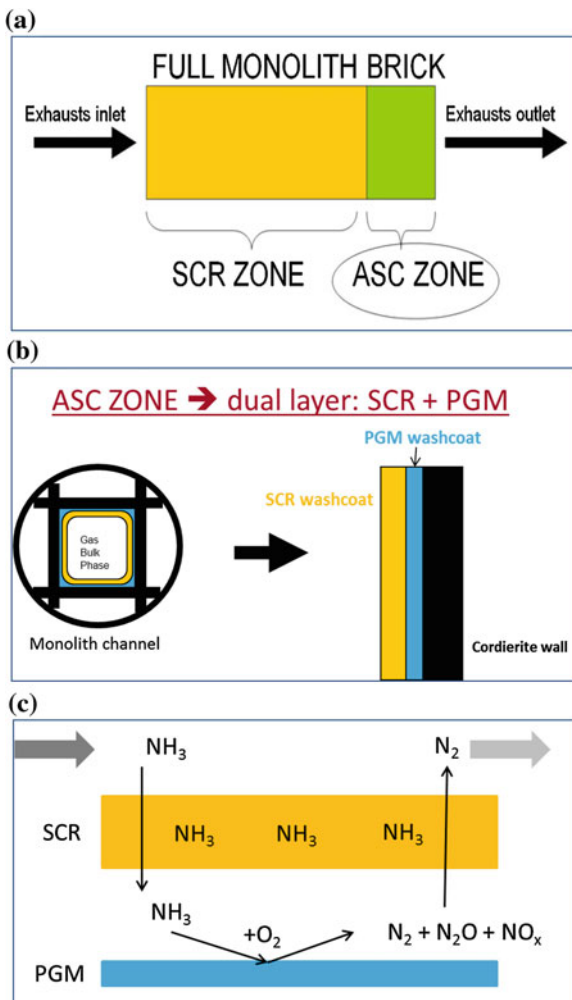 (a)
FULL MONOLITH BRICK
Exhausts inlet
Exhausts outlet
SCR ZONE
ASC ZONE
(b)
ASC ZONE ➔ dual layer: SCR + PGM
PGM washcoat
SCR washcoat
Gas
Bulk
Phase
Monolith channel
Cordierite wall
(c)
NH₃
N₂
SCR
NH₃ NH₃ NH₃
NH₃
+O₂
N₂ + N₂O + NOₓ
PGM